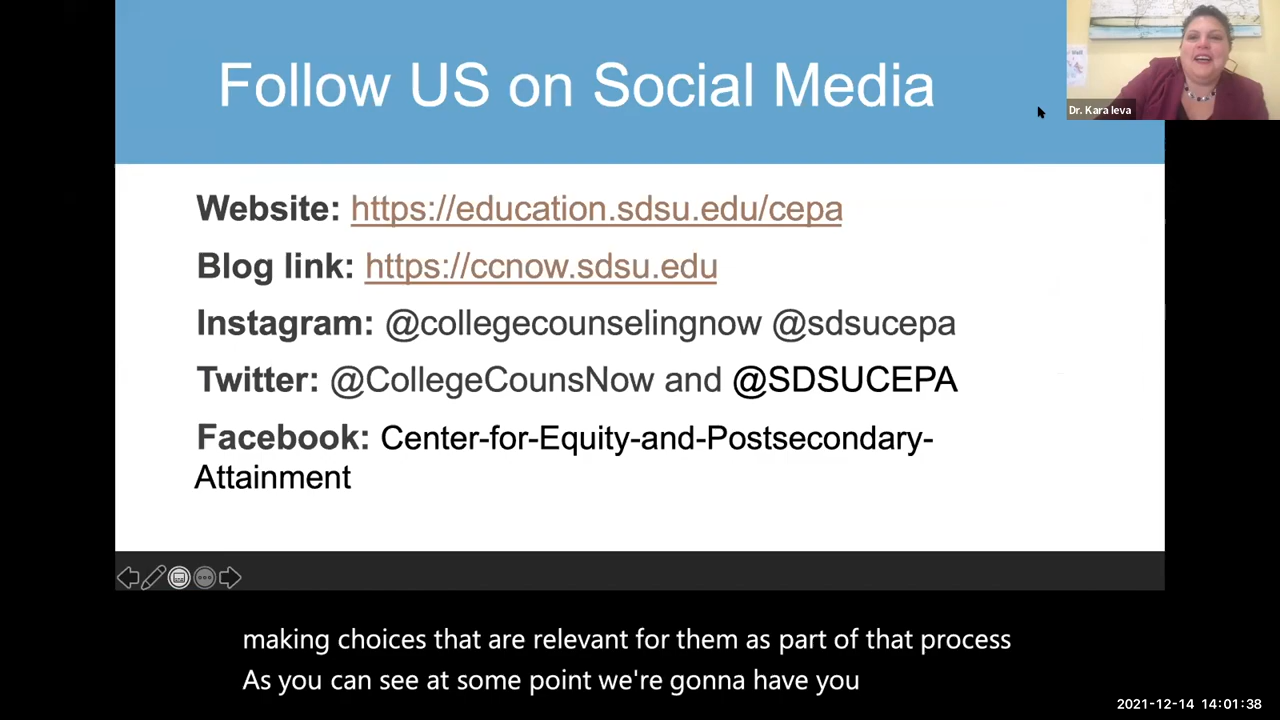 Follow US on Social Media
Dr. Kara Ieva
Website: https://education.sdsu.edu/cepa
Blog link: https://ccnow.sdsu.edu
Instagram: @collegecounselingnow @sdsucepa
Twitter: @CollegeCounsNow and @SDSUCEPA
Facebook: Center-for-Equity-and-Postsecondary-
Attainment
making choices that are relevant for them as part of that process
As you can see at some point we're gonna have you
2021-12-14 14:01:38